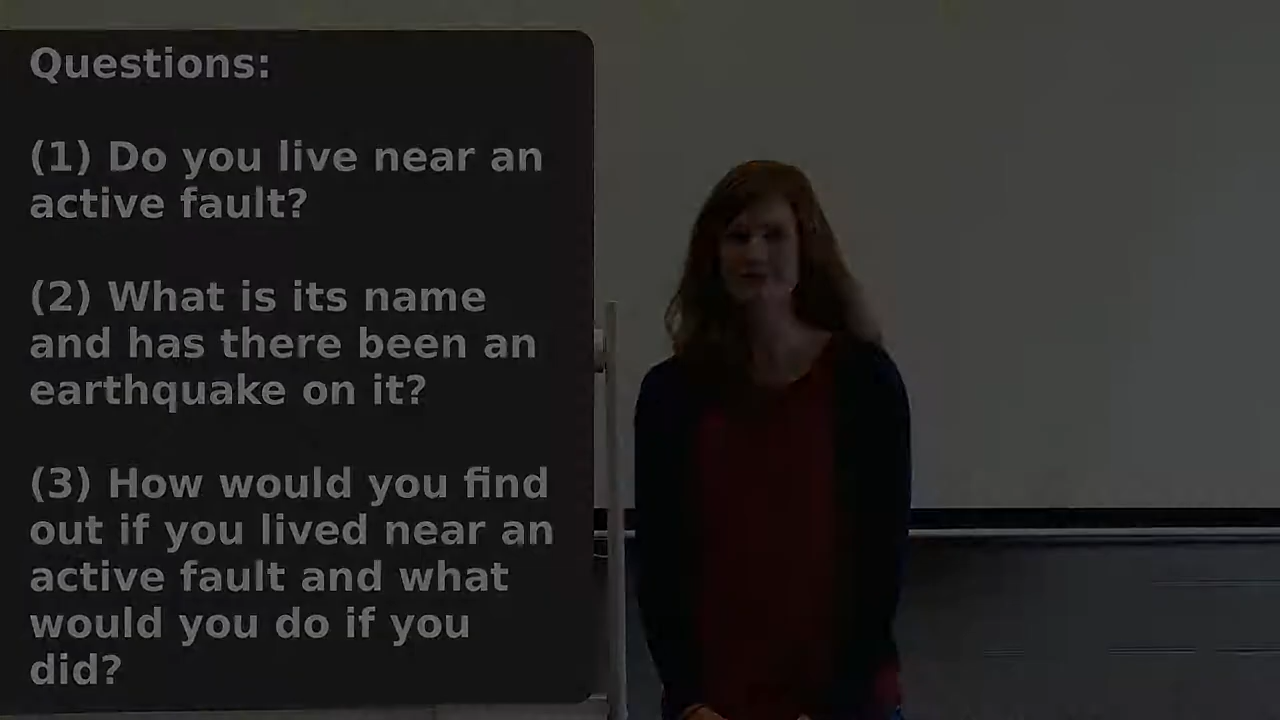 Questions:
(1) Do you live near an
active fault?
(2) What is its name
and has there been an
earthquake on it?
(3) How would you find
out if you lived near an
active fault and what
would you do if you
did?